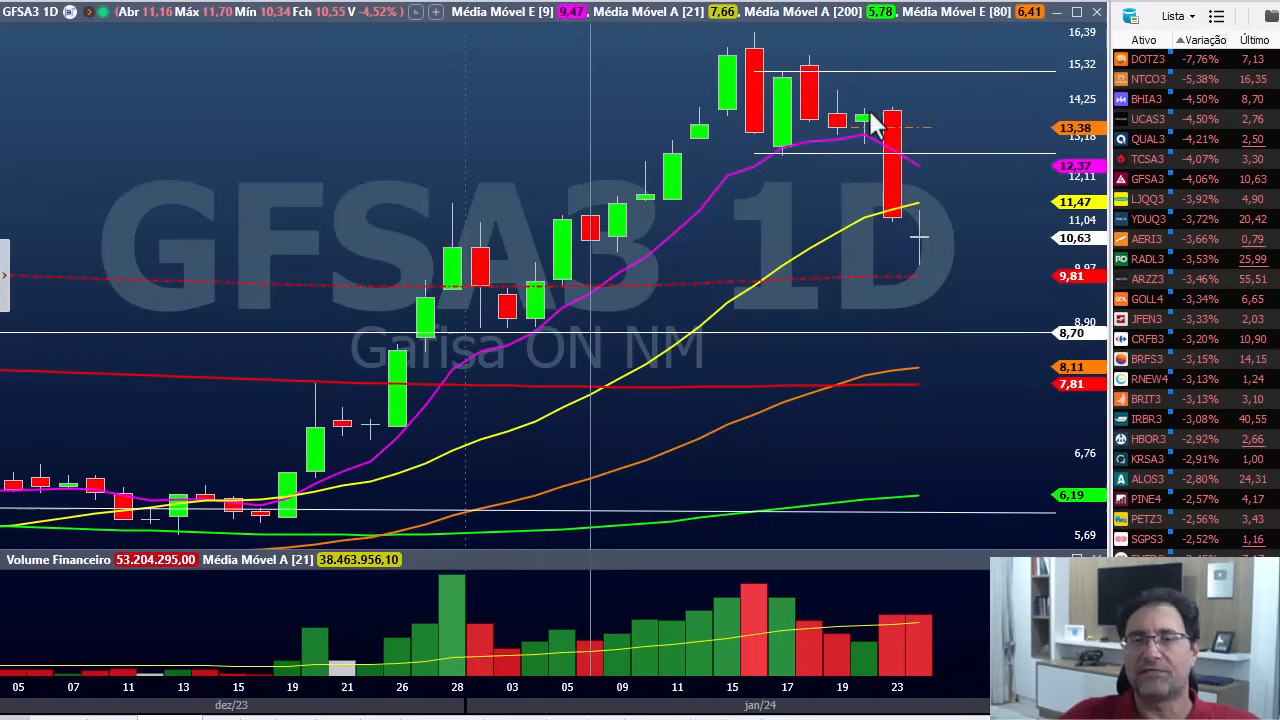 GFSA3 1D (Abr 11,16 Máx 11,70 Mín 10,34 Fch 10,55 V -4,52%) Média Móvel E [9] 9,47, Média Móvel A [21] 7,66, Média Móvel A [200] 5,78, Média Móvel E [80] 6,41
Lista
Ativo Variação Último
DOTZ3 -7,76% 7,13
NTCO3 -5,38% 16,35
BHIA3 -4,50% 8,70
UCAS3 -4,50% 2,76
QUAL3 -4,19% 2,50
TCSA3 -4,07% 3,30
GFSA3 -4,06% 10,63
LJQQ3 -3,92% 4,90
YDUQ3 -3,72% 20,42
AERI3 -3,66% 0,79
RADL3 -3,53% 25,99
ARZZ3 -3,46% 55,51
GOLL4 -3,34% 6,65
JFEN3 -3,33% 2,03
CRFB3 -3,20% 10,90
BRFS3 -3,15% 14,15
RNEW4 -3,13% 1,24
BRIT3 -3,13% 3,10
IRBR3 -3,08% 40,55
HBOR3 -2,92% 2,66
KRSA3 -2,91% 1,00
ALOS3 -2,80% 24,31
PINE4 -2,57% 4,17
PETZ3 -2,56% 3,43
SGPS3 -2,52% 1,16
16,39
15,32
14,25
13,38
13,18
12,37
12,11
11,47
11,04
10,63
9,97
9,81
8,90
8,70
8,11
7,81
6,76
6,19
5,69
GFSA3 1D
Gafisa ON NM
Volume Financeiro 53.204.295,00 Média Móvel A [21] 38.463.956,10
05 07 11 13 15 19 21 26 28 03 05 09 11 15 17 19 23
dez/23 jan/24